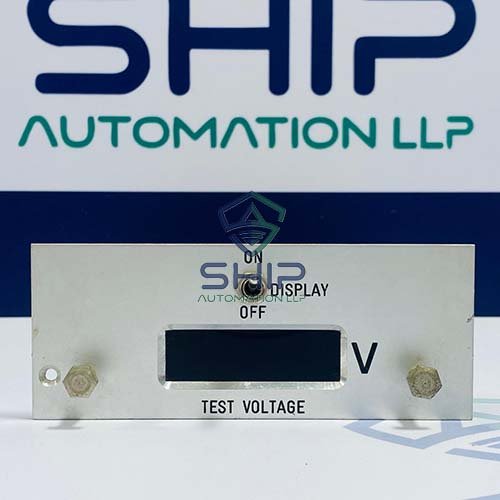 SHIP
AUTOMATION LLP
ON
SHIP
DISPLAY
AUTOMATION LLP
OFF
V
TEST VOLTAGE